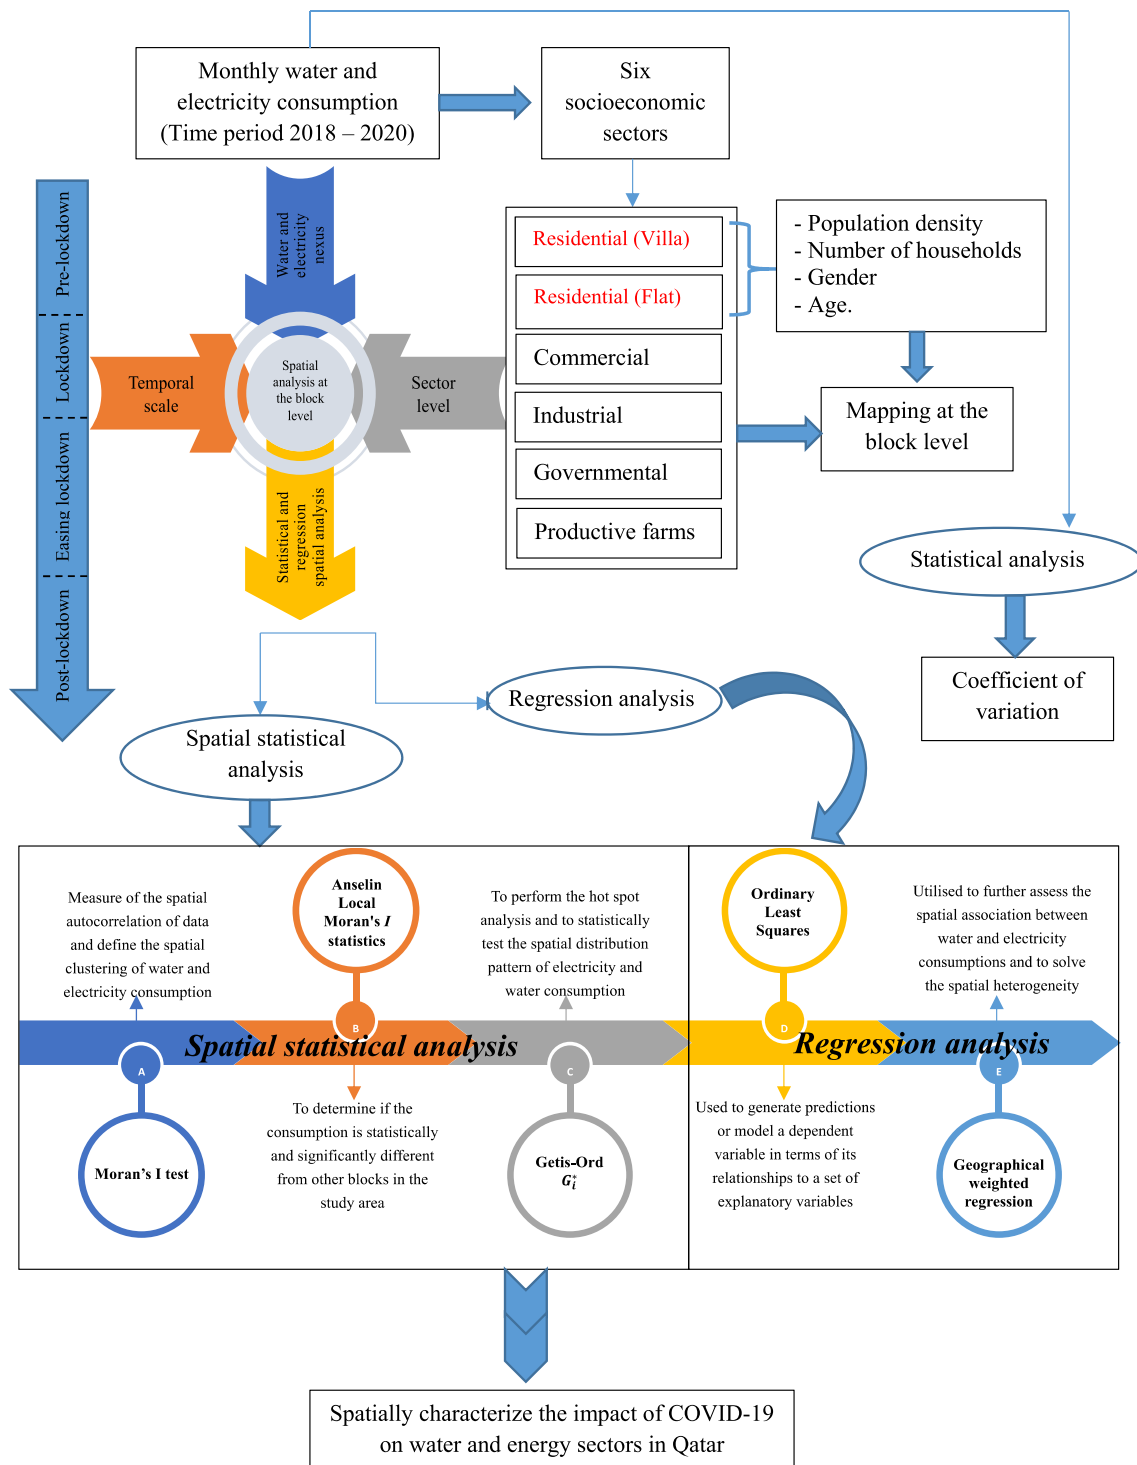 Monthly water and
electricity consumption
(Time period 2018 – 2020)
Six
socioeconomic
sectors
Pre-lockdown
Lockdown
Easing lockdown
Post-lockdown
Water and
electricity
nexus
Temporal
scale
Spatial
analysis at
the block
level
Sector
level
Statistical and
regression
spatial analysis
Residential (Villa)
Residential (Flat)
Commercial
Industrial
Governmental
Productive farms
- Population density
- Number of households
- Gender
- Age.
Mapping at the
block level
Statistical analysis
Coefficient of
variation
Regression analysis
Spatial statistical
analysis
Measure of the spatial
autocorrelation of data
and define the spatial
clustering of water and
electricity consumption
Anselin
Local
Moran's I
statistics
To perform the hot spot
analysis and to statistically
test the spatial distribution
pattern of electricity and
water consumption
Ordinary
Least
Squares
Utilised to further assess the
spatial association between
water and electricity
consumptions and to solve
the spatial heterogeneity
B
D
Spatial statistical analysis
Regression analysis
A
C
E
Moran's I test
To determine if the
consumption is statistically
and significantly different
from other blocks in the
study area
Getis-Ord
G*i
Used to generate predictions
or model a dependent
variable in terms of its
relationships to a set of
explanatory variables
Geographical
weighted
regression
Spatially characterize the impact of COVID-19
on water and energy sectors in Qatar